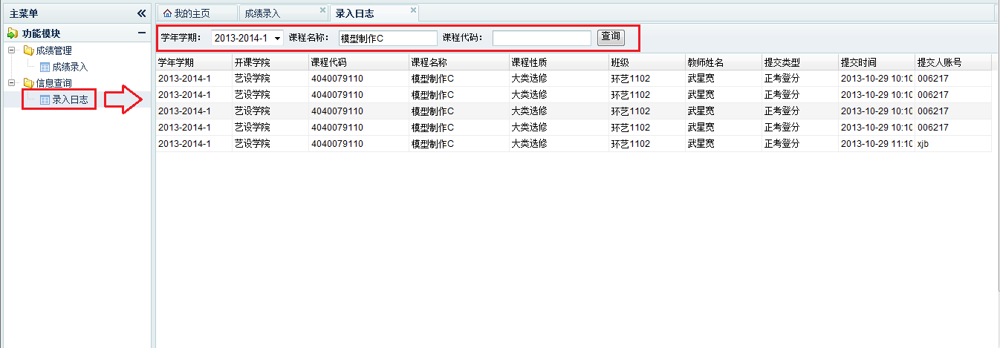 主菜单
我的主页 成绩录入 录入日志
功能模块
学年学期： 2013-2014-1 课程名称： 模型制作C 课程代码： 查询
成绩管理
成绩录入
信息查询
录入日志
学年学期 开课学院 课程代码 课程名称 课程性质 班级 教师姓名 提交类型 提交时间 提交人账号
2013-2014-1 艺设学院 4040079110 模型制作C 大类选修 环艺1102 武星宽 正考登分 2013-10-29 10:10 006217
2013-2014-1 艺设学院 4040079110 模型制作C 大类选修 环艺1102 武星宽 正考登分 2013-10-29 10:10 006217
2013-2014-1 艺设学院 4040079110 模型制作C 大类选修 环艺1102 武星宽 正考登分 2013-10-29 10:10 006217
2013-2014-1 艺设学院 4040079110 模型制作C 大类选修 环艺1102 武星宽 正考登分 2013-10-29 10:10 006217
2013-2014-1 艺设学院 4040079110 模型制作C 大类选修 环艺1102 武星宽 正考登分 2013-10-29 11:10 xjb